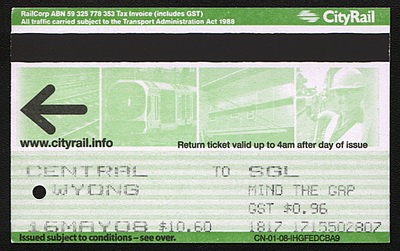 RailCorp ABN 59 325 778 353 Tax Invoice (includes GST)
All traffic carried subject to the Transport Administration Act 1988
CityRail
www.cityrail.info
Return ticket valid up to 4am after day of issue
CENTRAL TO SGL
WYONG MIND THE GAP
GST $0.96
16MAY08 $10.60 1817 1715502807
Issued subject to conditions – see over.
CN-01-08-IHGFEDCBA9